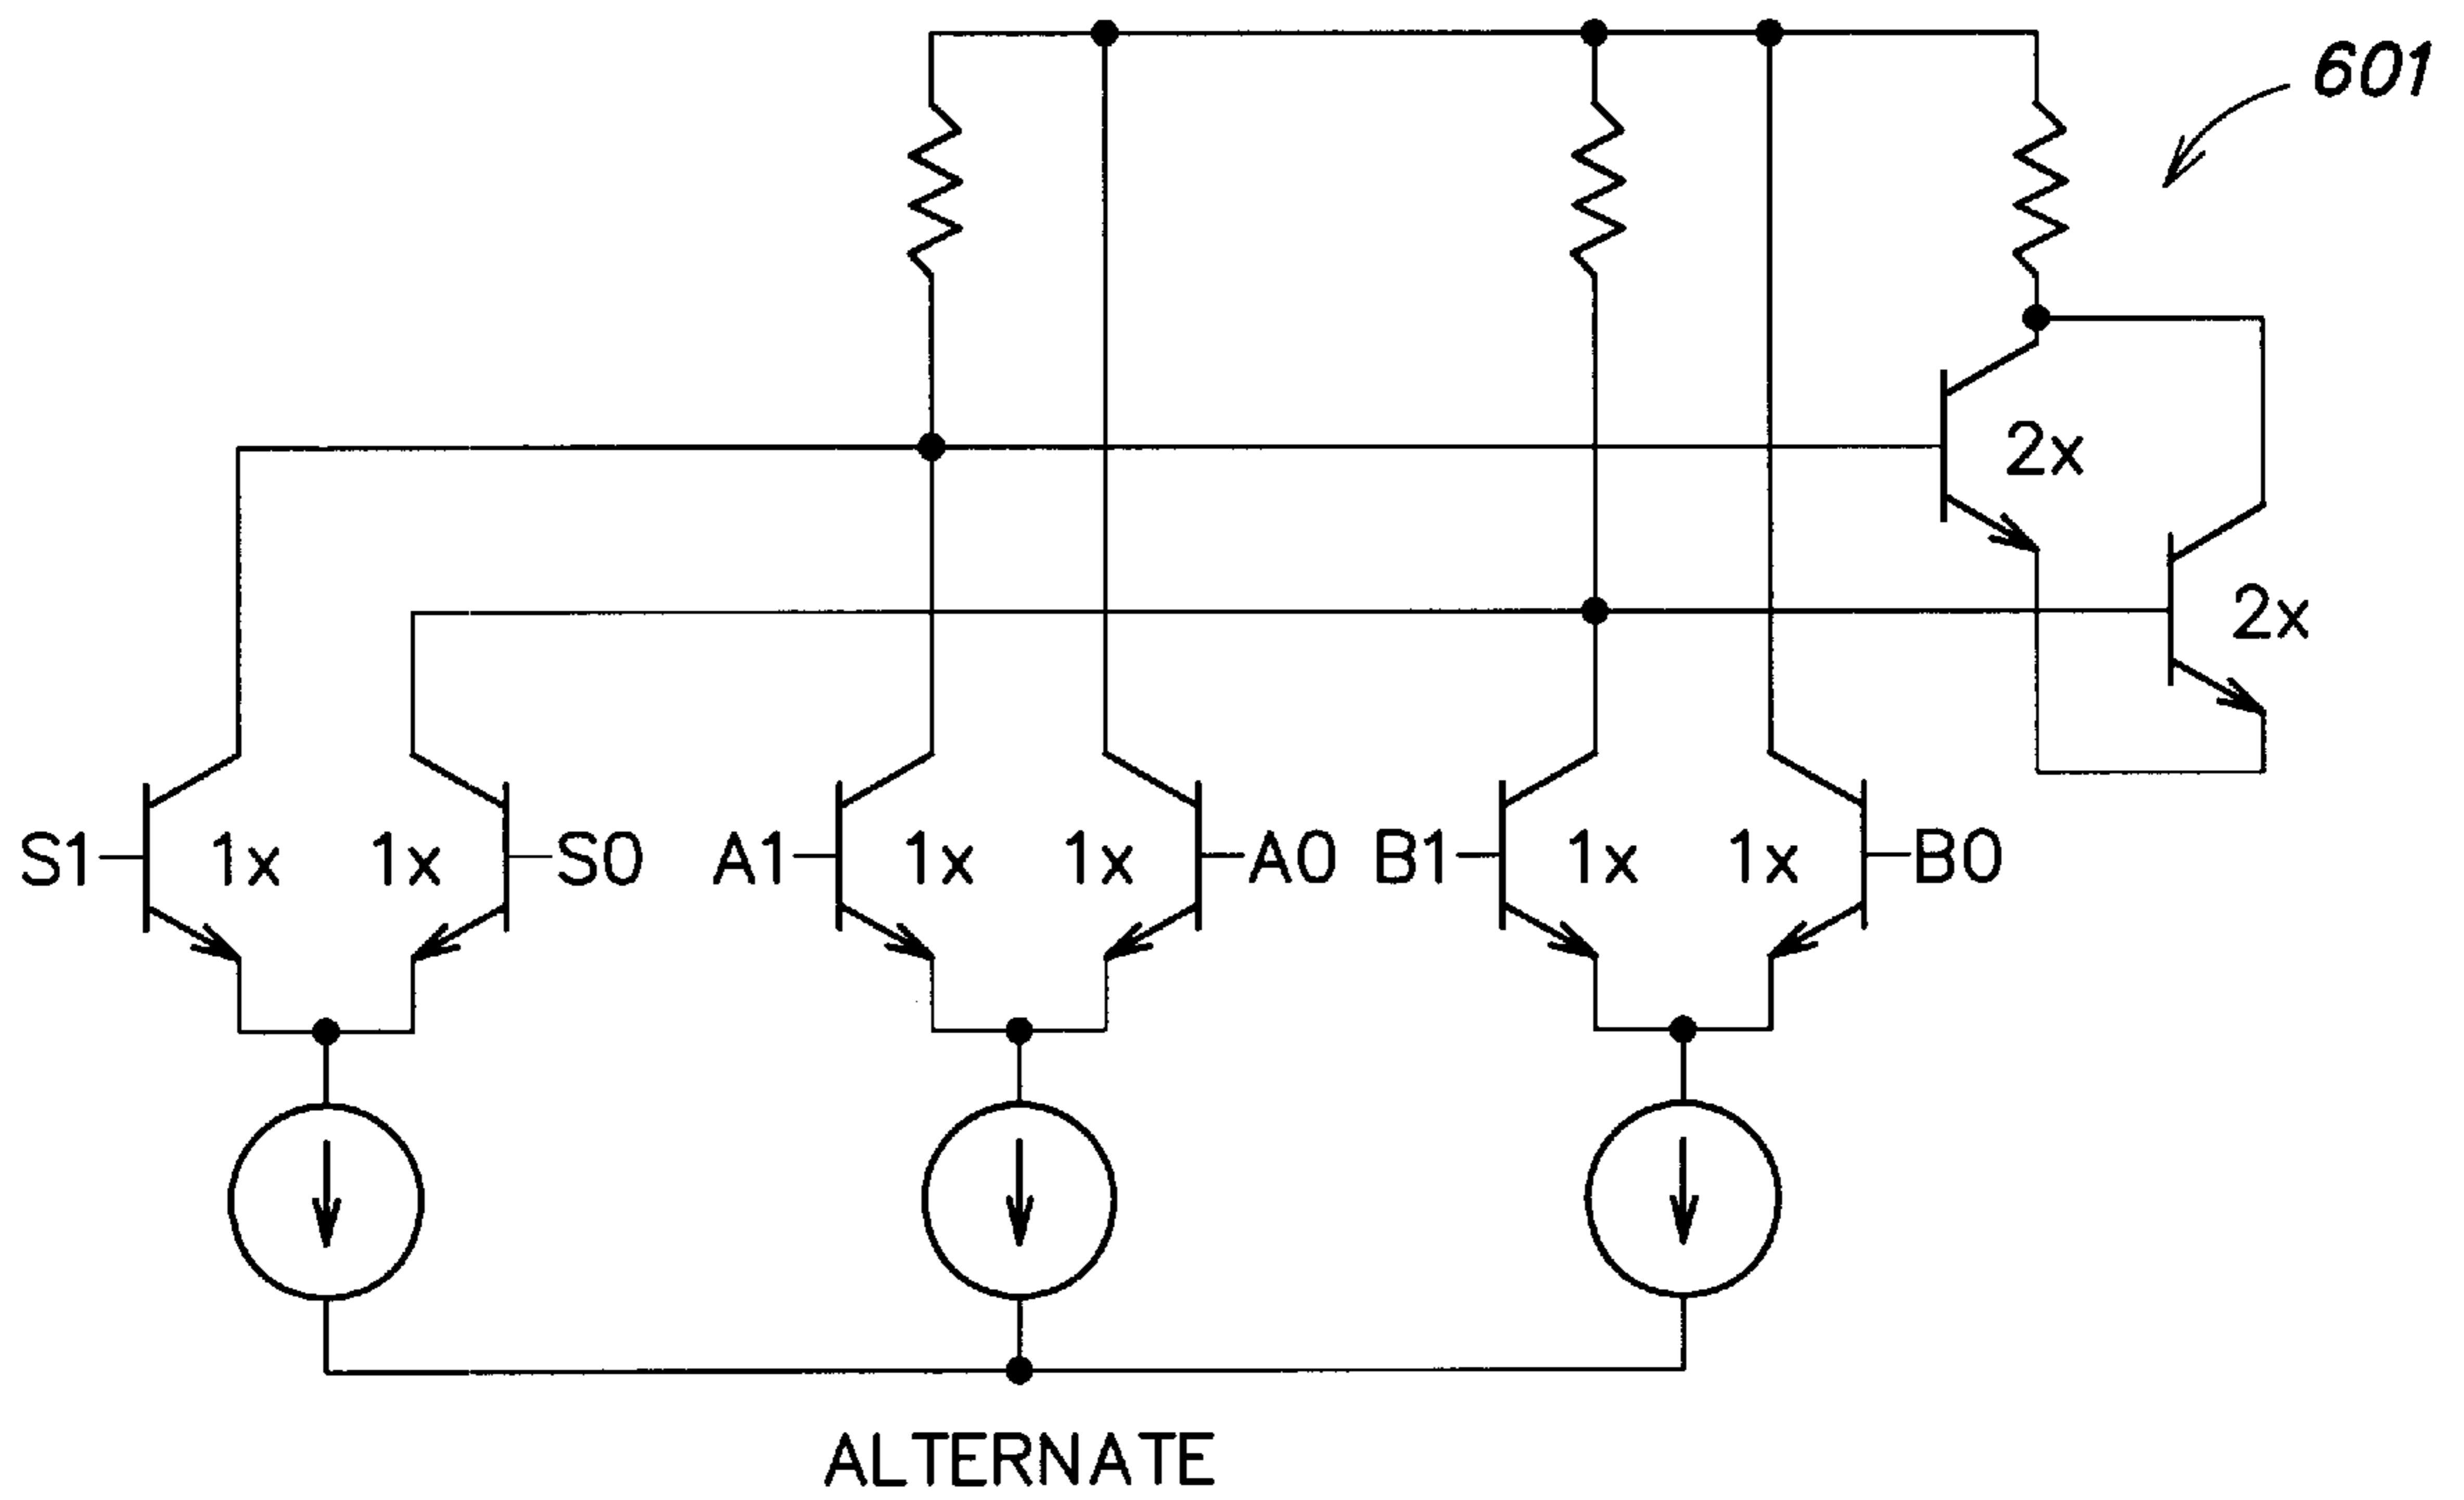 601
2x
2x
S1 1x 1x S0 A1 1x 1x A0 B1 1x 1x B0
ALTERNATE